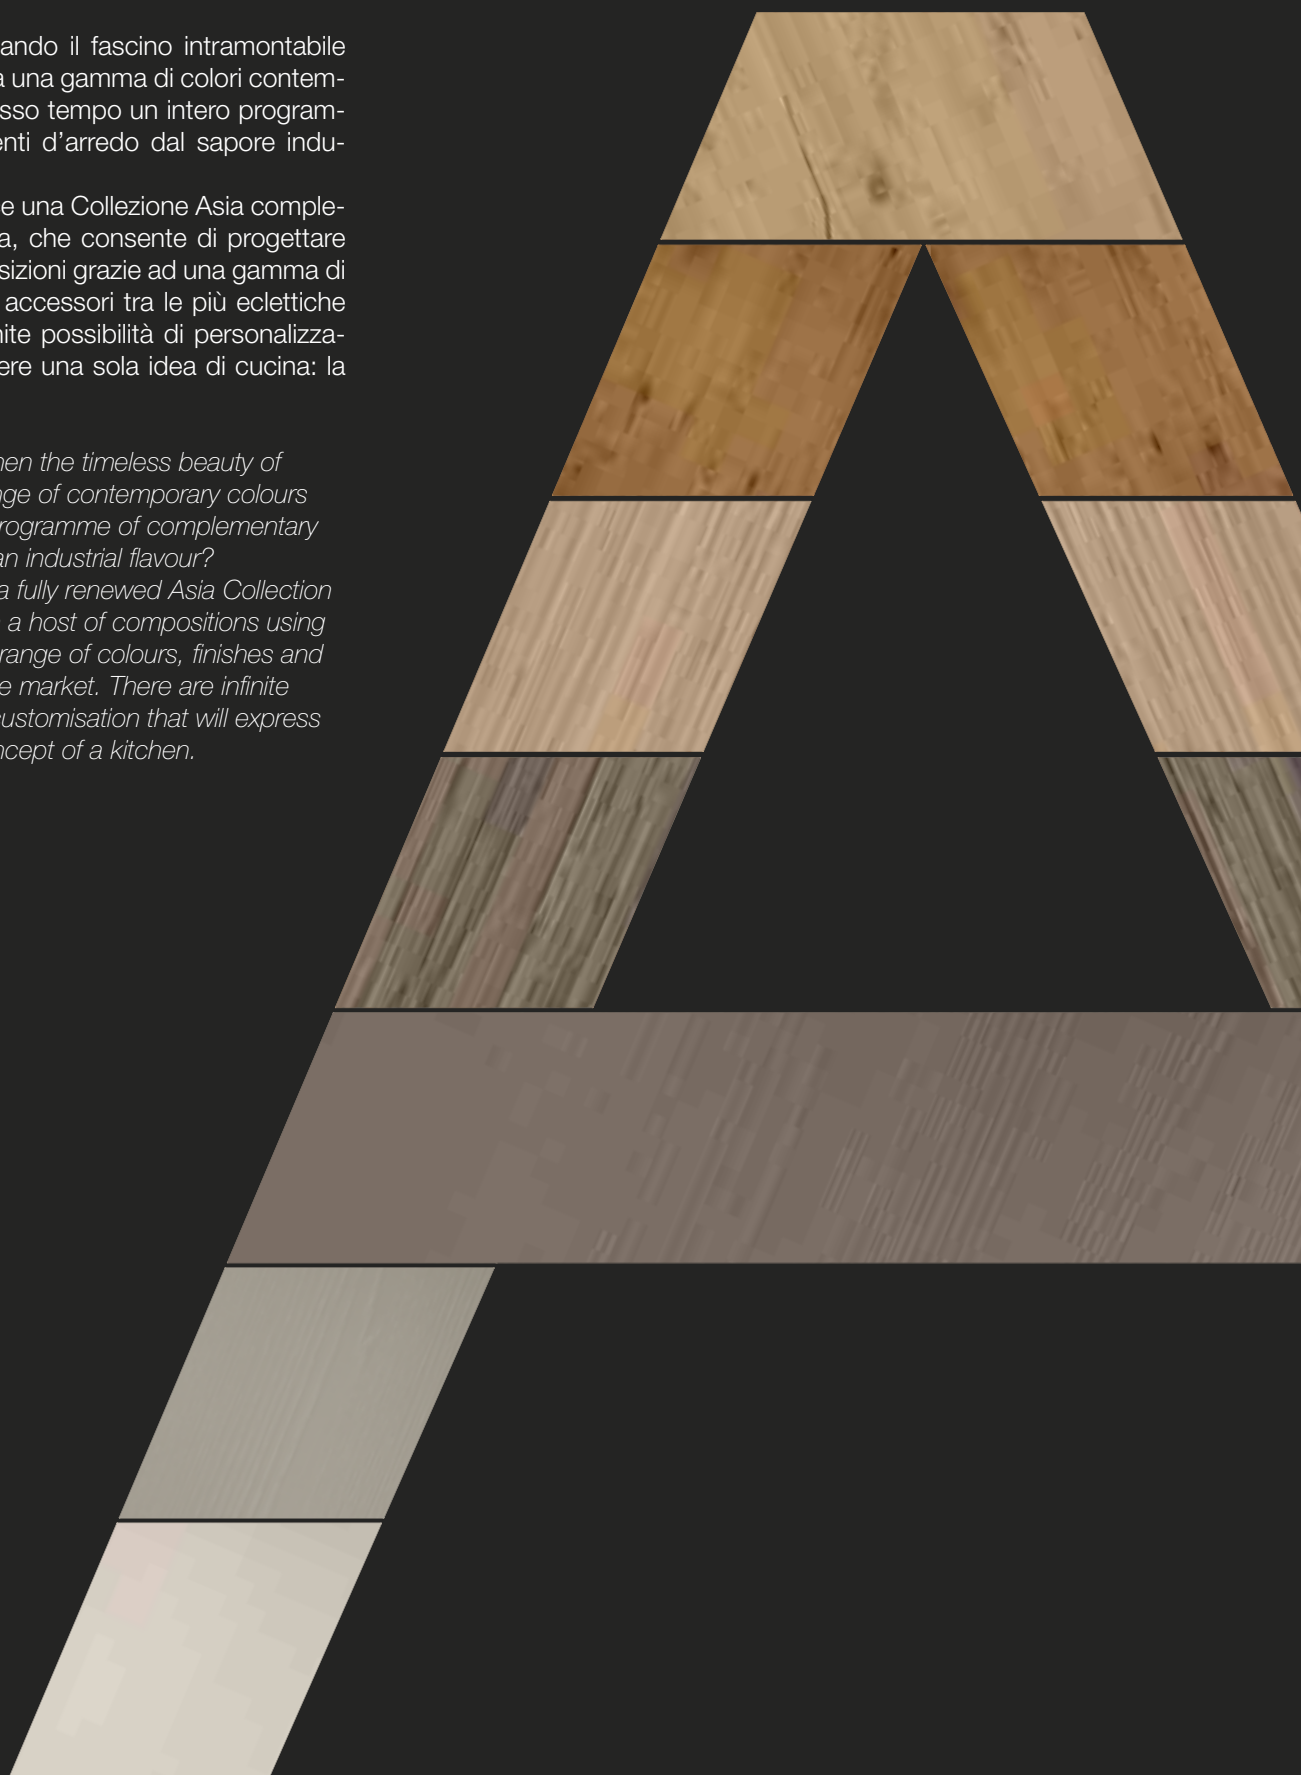 ando il fascino intramontabile
a una gamma di colori contem-
sso tempo un intero program-
enti d’arredo dal sapore indu-
e una Collezione Asia comple-
a, che consente di progettare
sizioni grazie ad una gamma di
accessori tra le più eclettiche
nite possibilità di personalizza-
ere una sola idea di cucina: la
hen the timeless beauty of
nge of contemporary colours
programme of complementary
an industrial flavour?
a fully renewed Asia Collection
a host of compositions using
range of colours, finishes and
e market. There are infinite
customisation that will express
ncept of a kitchen.